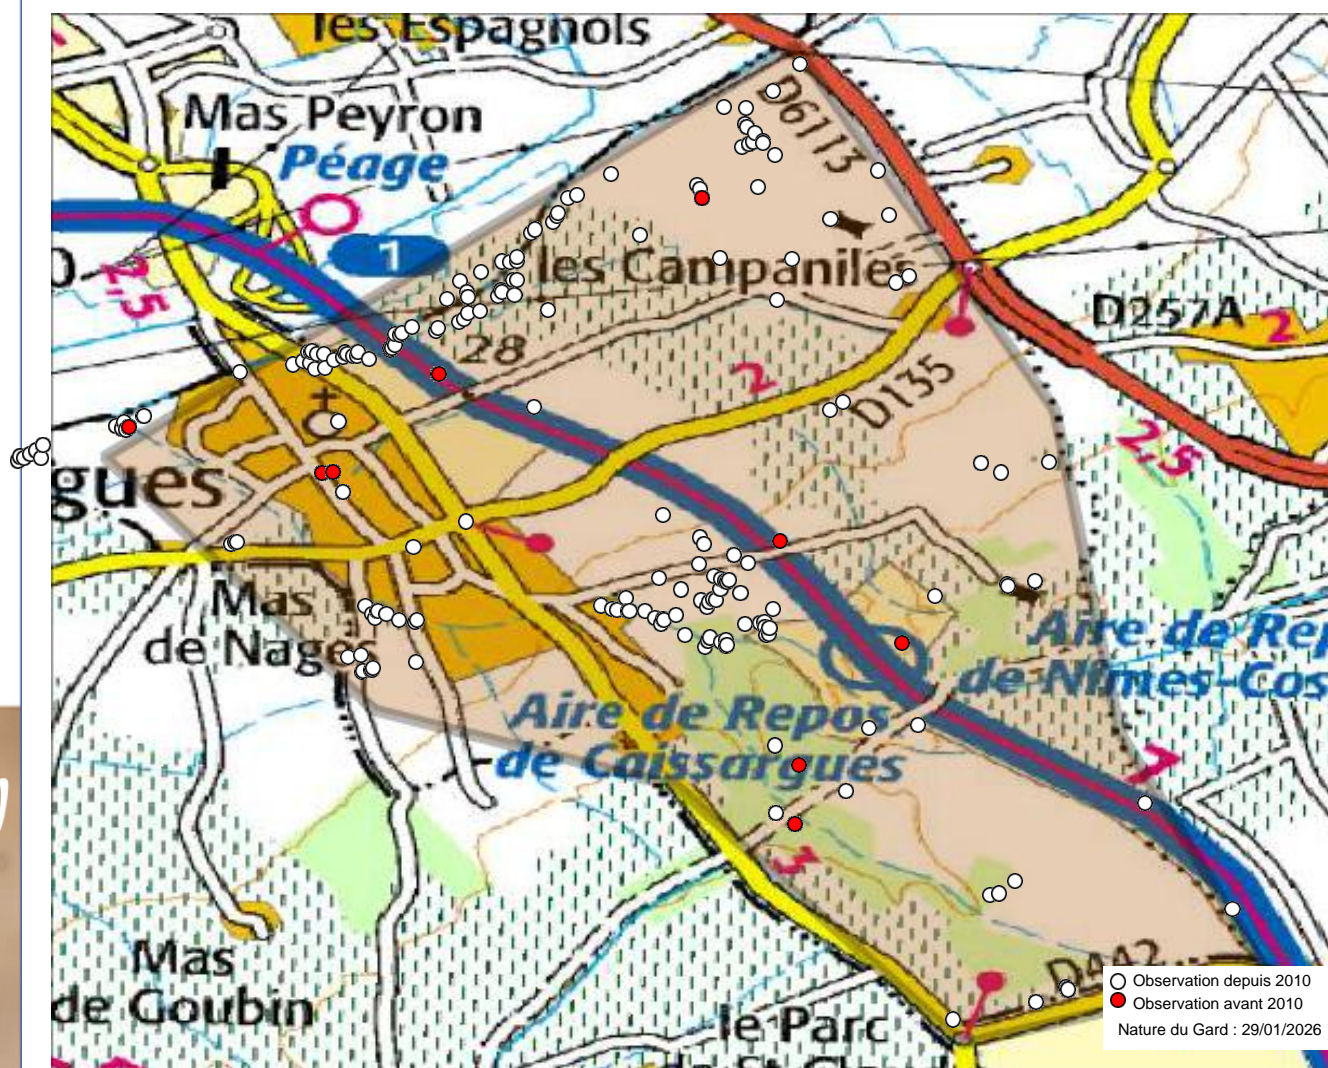 les Espagnols
Mas Peyron
Péage
D6113
1
2,5
les Campaniles
D257A
2
28
2
D135
2,5
gues
Mas
de Nages
Aire de Rep
de Nîmes-Cos
Aire de Repos
de Caissargues
1
3
Mas
de Goubin
D442
le Parc
Observation depuis 2010
Observation avant 2010
Nature du Gard : 29/01/2026